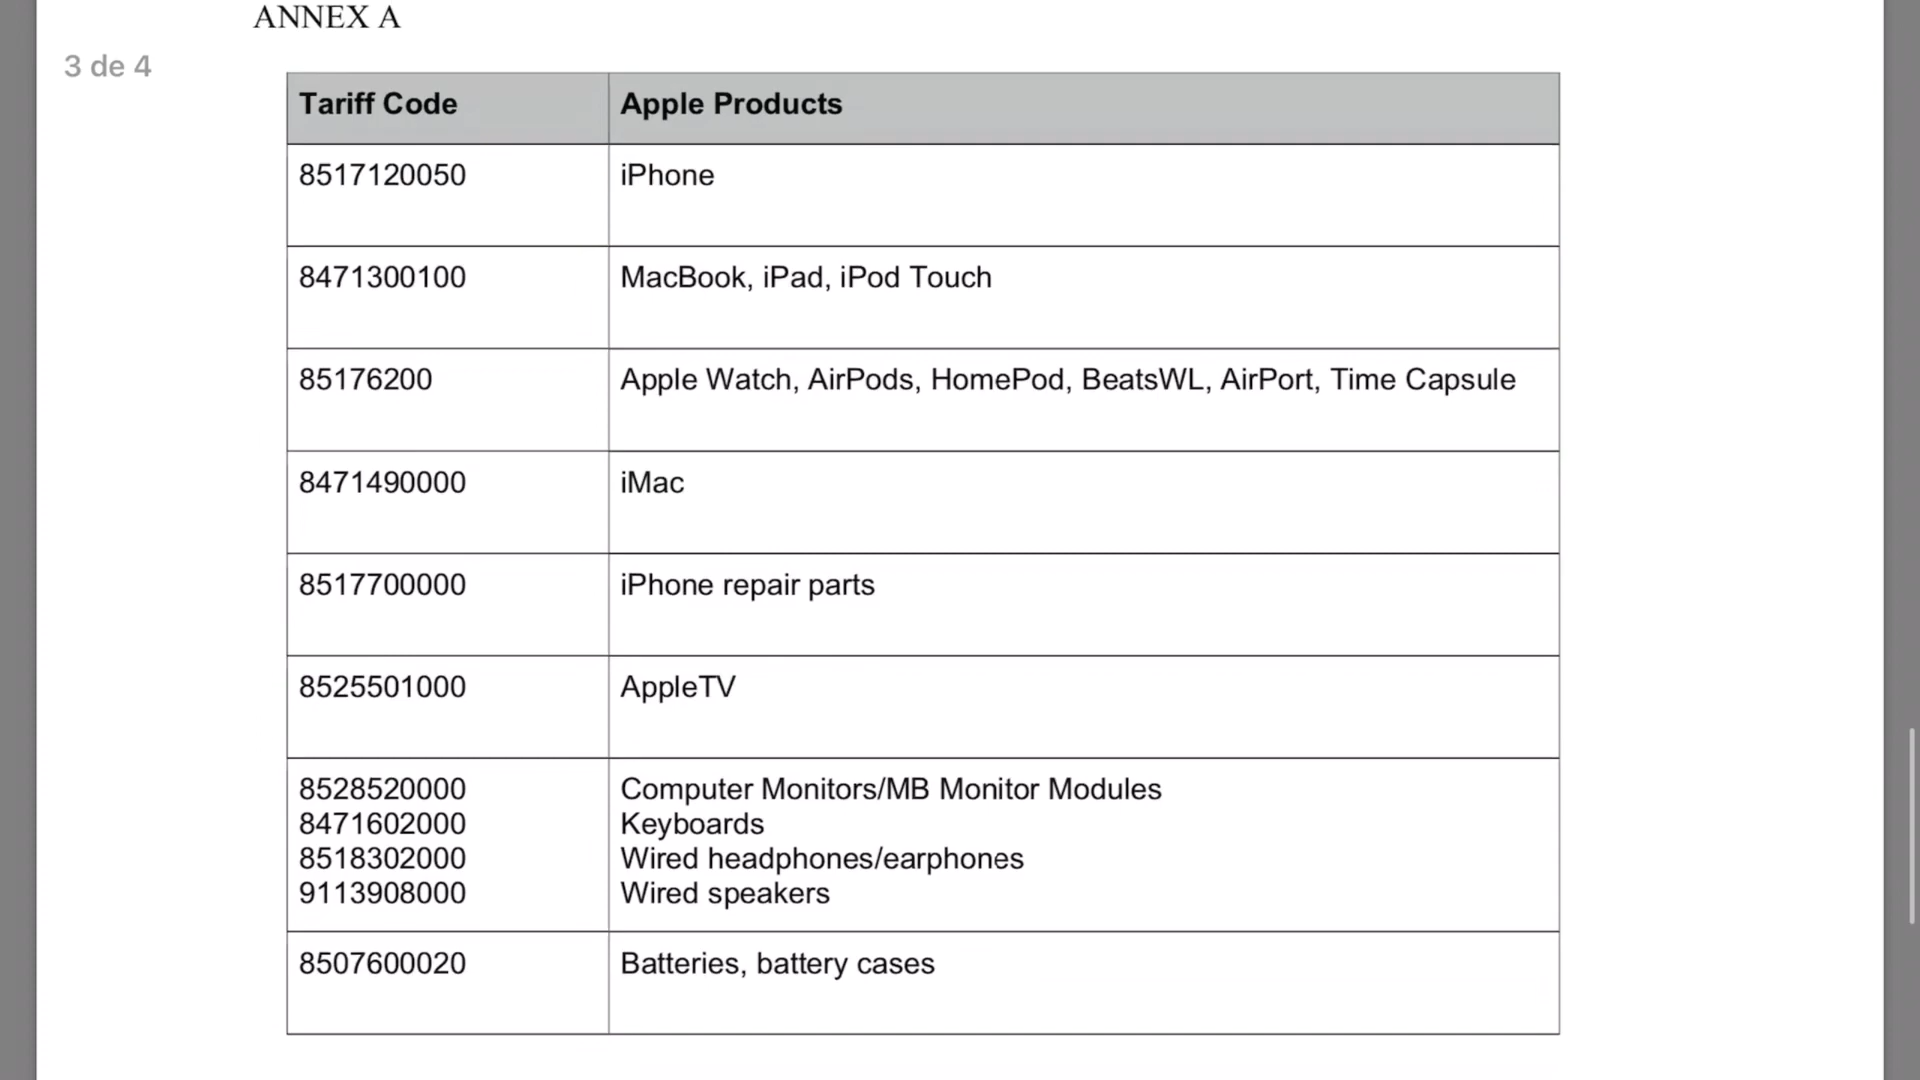 ANNEX A
3 de 4
Tariff Code Apple Products
8517120050 iPhone
8471300100 MacBook, iPad, iPod Touch
85176200 Apple Watch, AirPods, HomePod, BeatsWL, AirPort, Time Capsule
8471490000 iMac
8517700000 iPhone repair parts
8525501000 AppleTV
8528520000 Computer Monitors/MB Monitor Modules
8471602000 Keyboards
8518302000 Wired headphones/earphones
9113908000 Wired speakers
8507600020 Batteries, battery cases